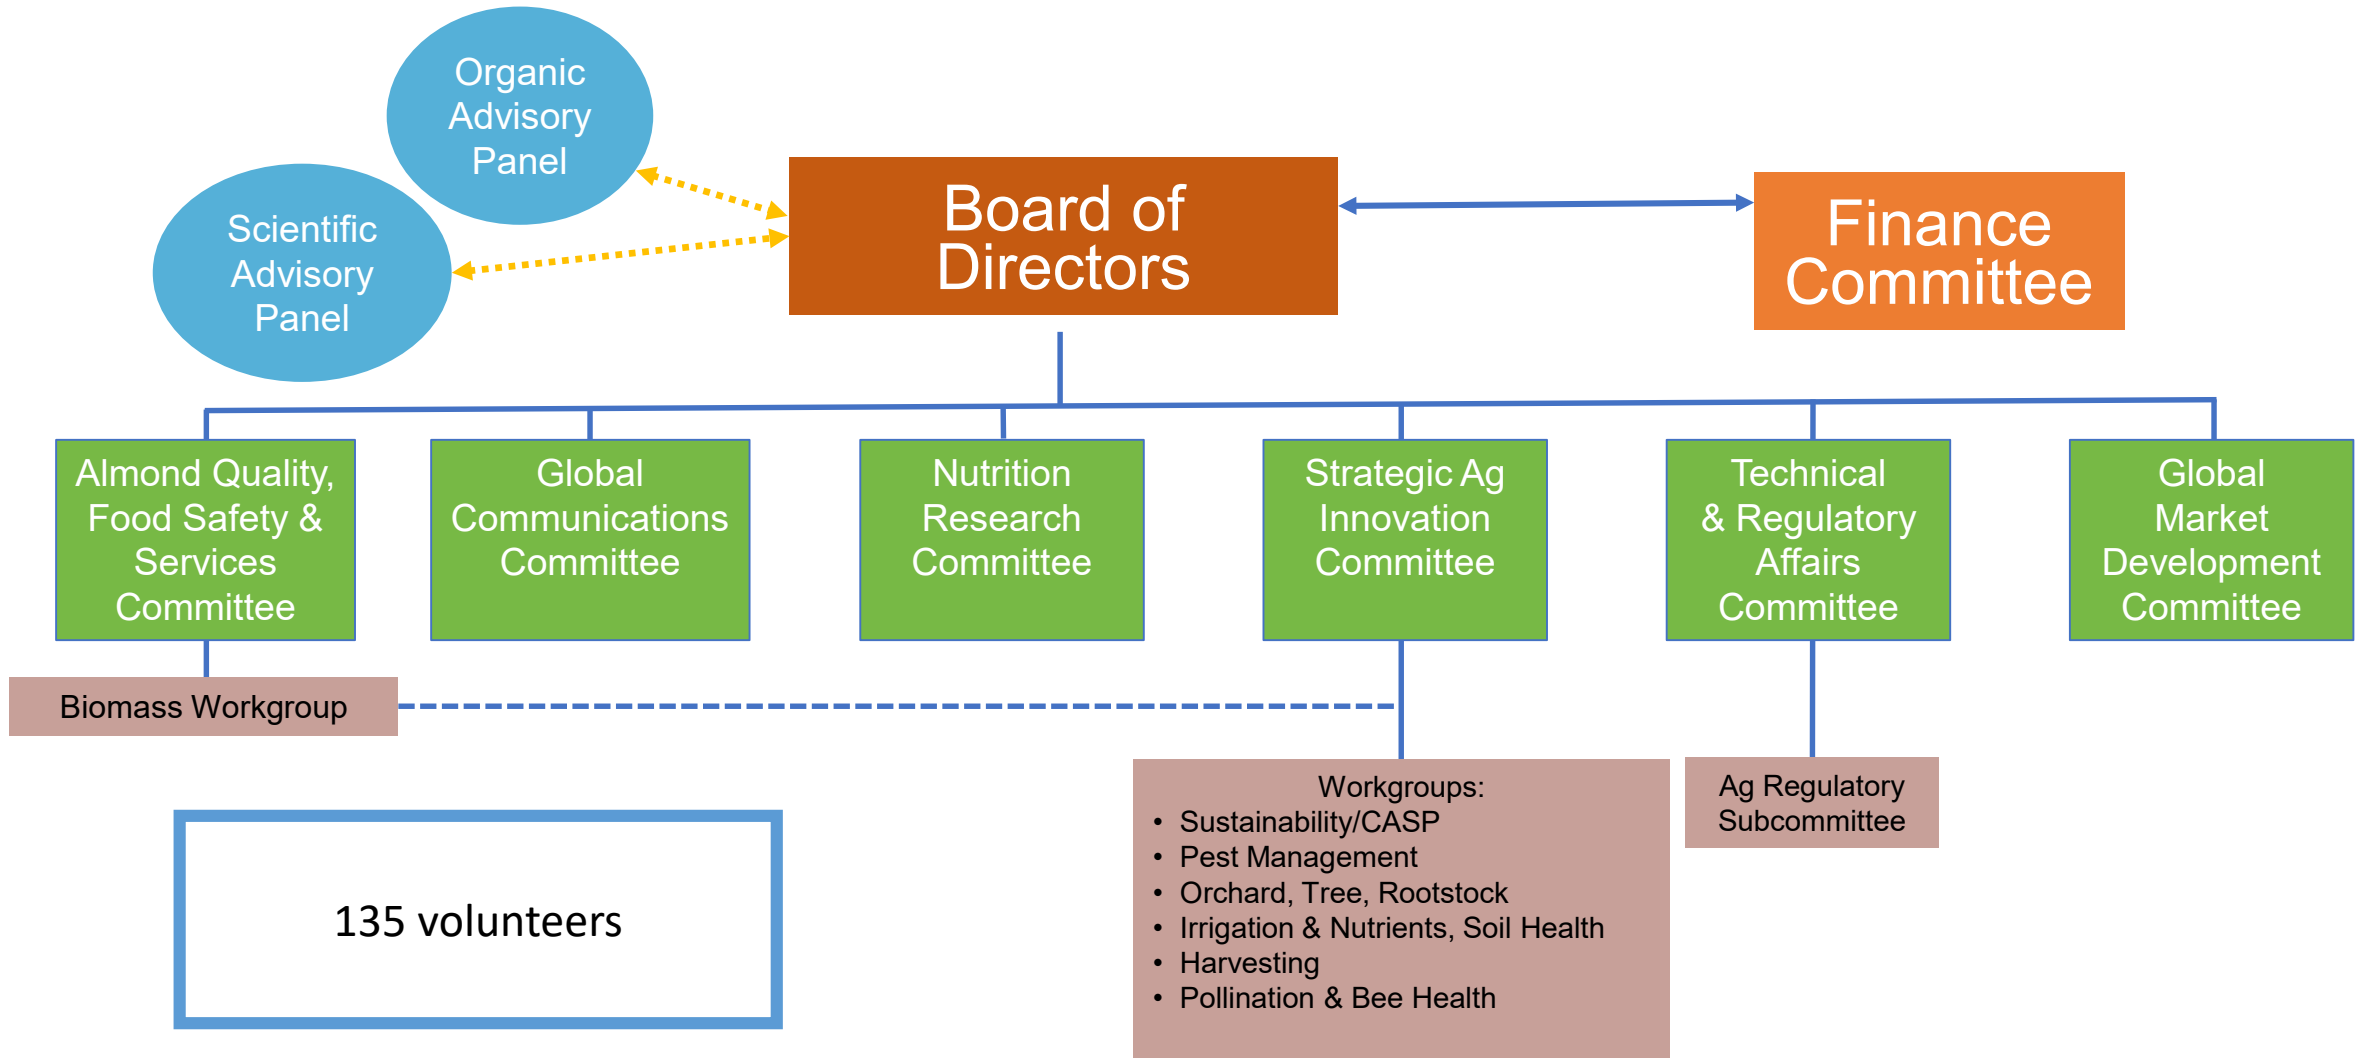 Organic
Advisory
Panel
Scientific
Advisory
Panel
Board of
Directors
Finance
Committee
Almond Quality,
Food Safety &
Services
Committee
Global
Communications
Committee
Nutrition
Research
Committee
Strategic Ag
Innovation
Committee
Technical
& Regulatory
Affairs
Committee
Global
Market
Development
Committee
Biomass Workgroup
Workgroups:
• Sustainability/CASP
• Pest Management
• Orchard, Tree, Rootstock
• Irrigation & Nutrients, Soil Health
• Harvesting
• Pollination & Bee Health
Ag Regulatory
Subcommittee
135 volunteers